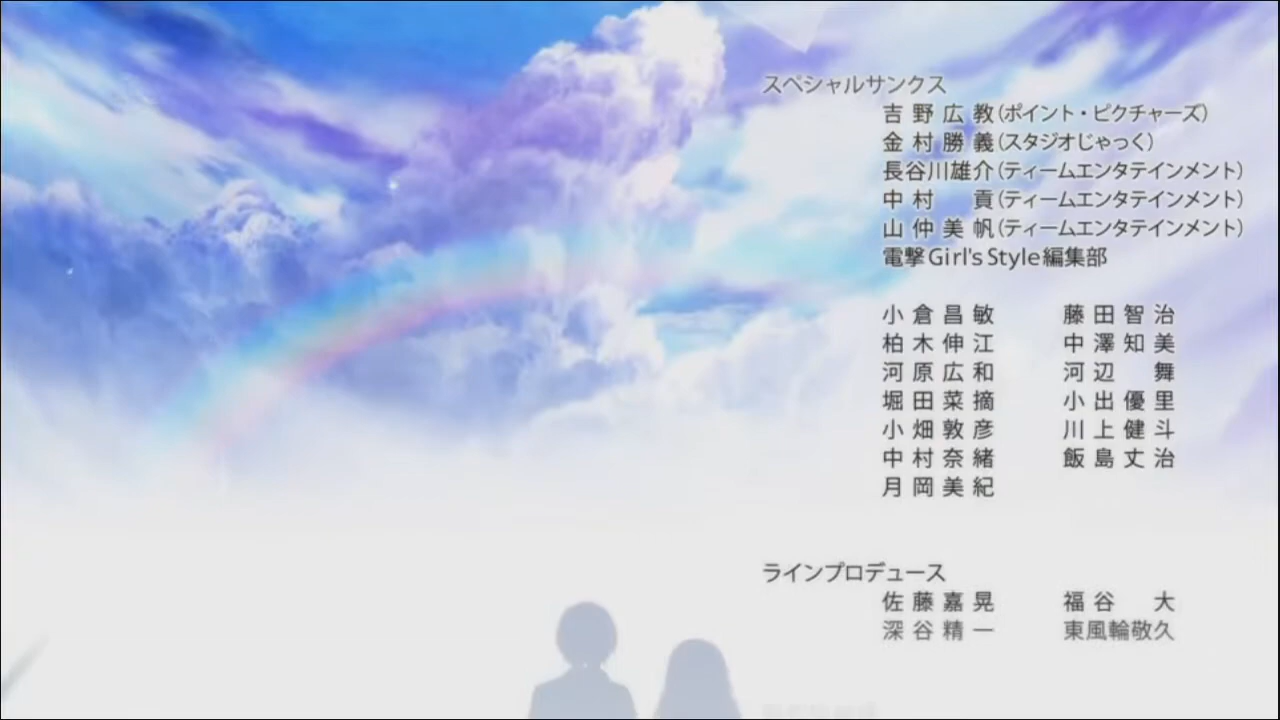 スペシャルサンクス
吉野広教(ポイント・ピクチャーズ)
金村勝義(スタジオじゃっく)
長谷川雄介(ティームエンタテインメント)
中村 貢(ティームエンタテインメント)
山仲美帆(ティームエンタテインメント)
電撃Girl's Style編集部
小倉昌敏 藤田智治
柏木伸江 中澤知美
河原広和 河辺 舞
堀田菜摘 小出優里
小畑敦彦 川上健斗
中村奈緒 飯島丈治
月岡美紀
ラインプロデュース
佐藤嘉晃 福谷 大
深谷精一 東風輪敬久